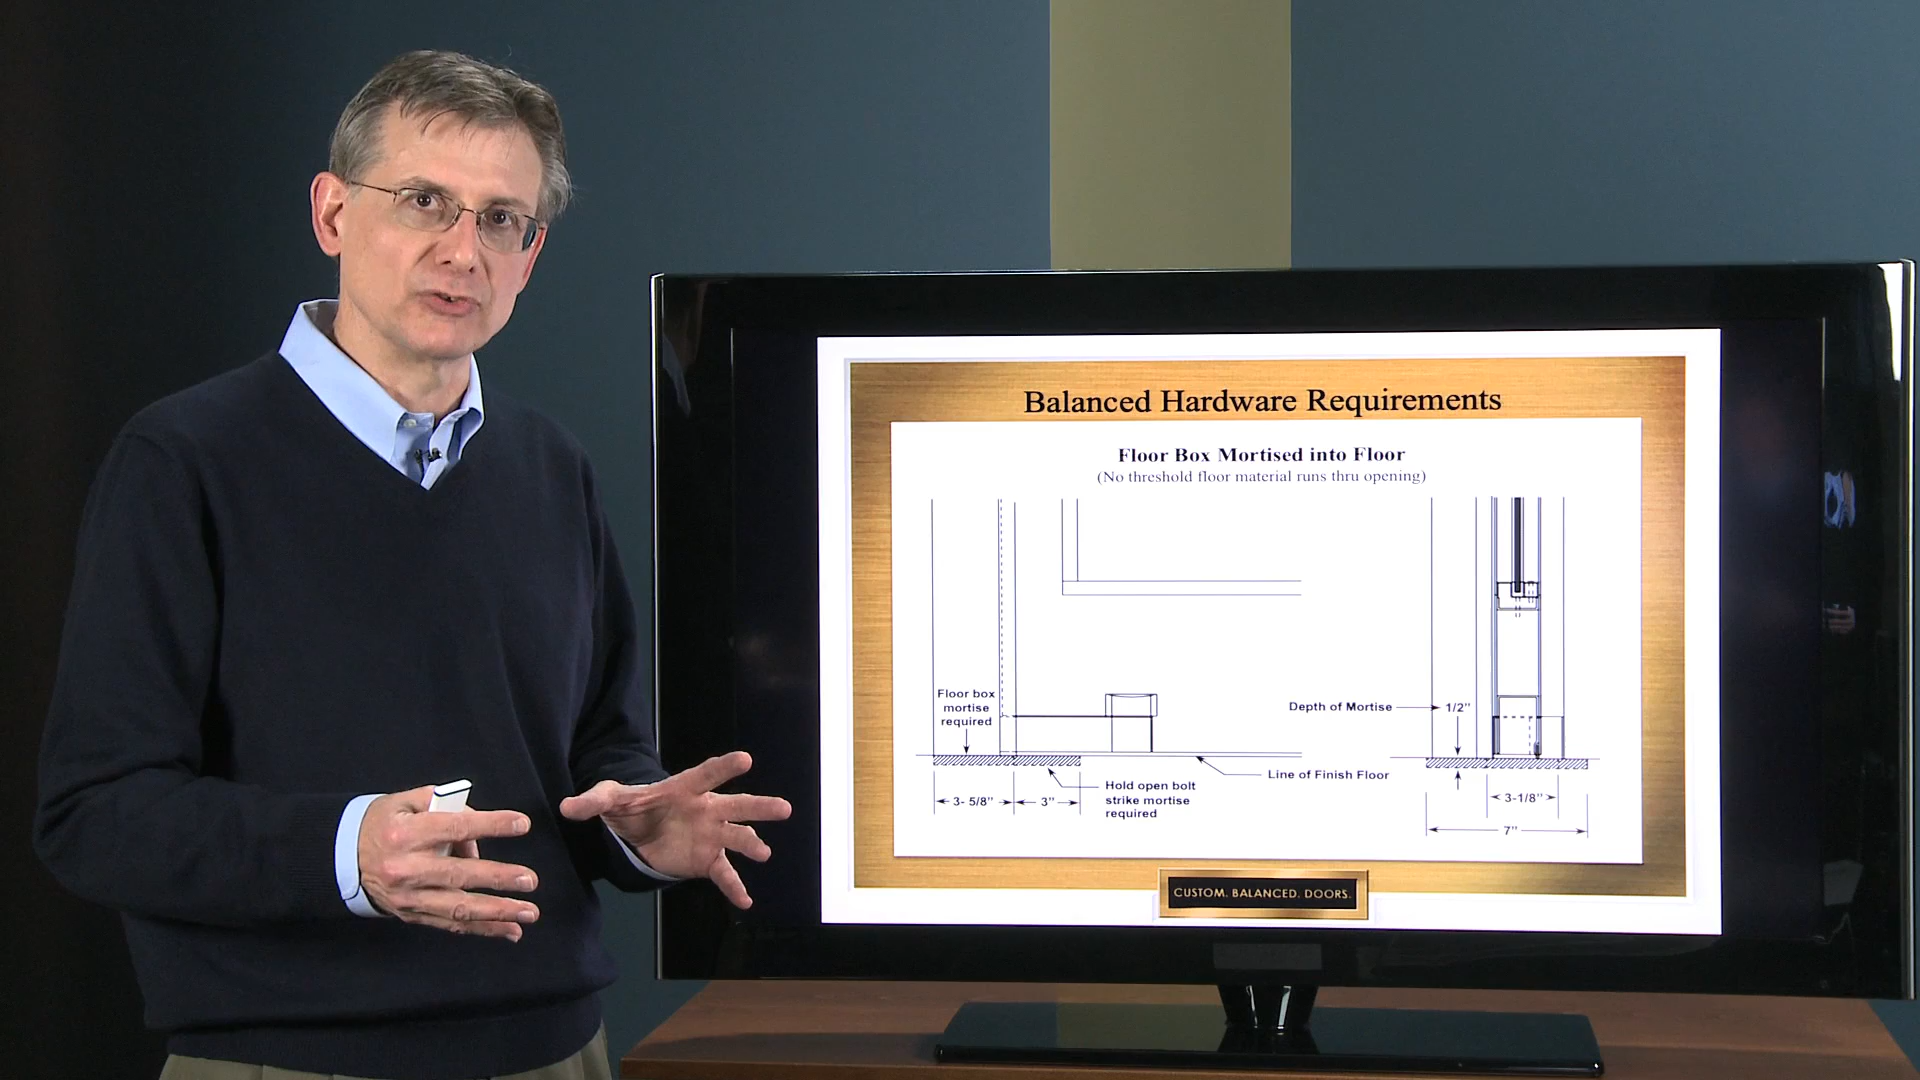 Balanced Hardware Requirements
Floor Box Mortised into Floor
(No threshold floor material runs thru opening)
Floor box
mortise
required
Depth of Mortise
1/2"
Line of Finish Floor
Hold open bolt
strike mortise
required
3- 5/8"
3"
3-1/8"
7"
CUSTOM. BALANCED. DOORS.